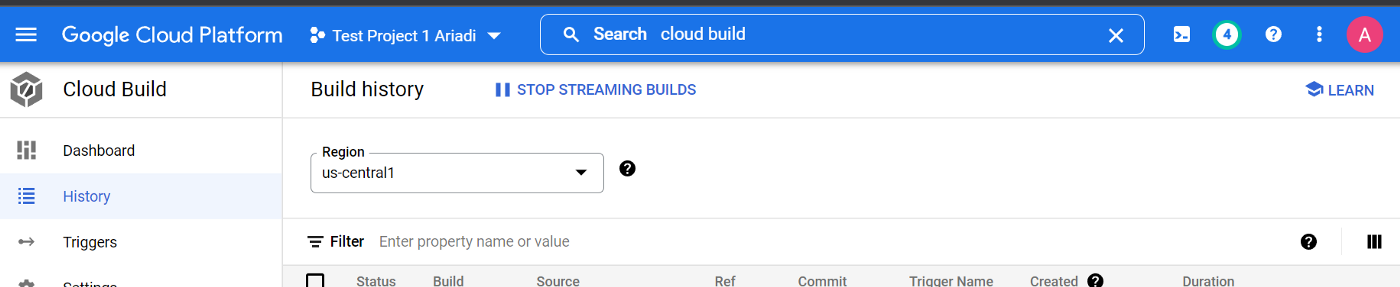 Google Cloud Platform Test Project 1 Ariadi Search cloud build 4 A
Cloud Build Build history STOP STREAMING BUILDS LEARN
Dashboard
Region
us-central1
History
Triggers
Filter Enter property name or value
Settings
Status Build Source Ref Commit Trigger Name Created Duration